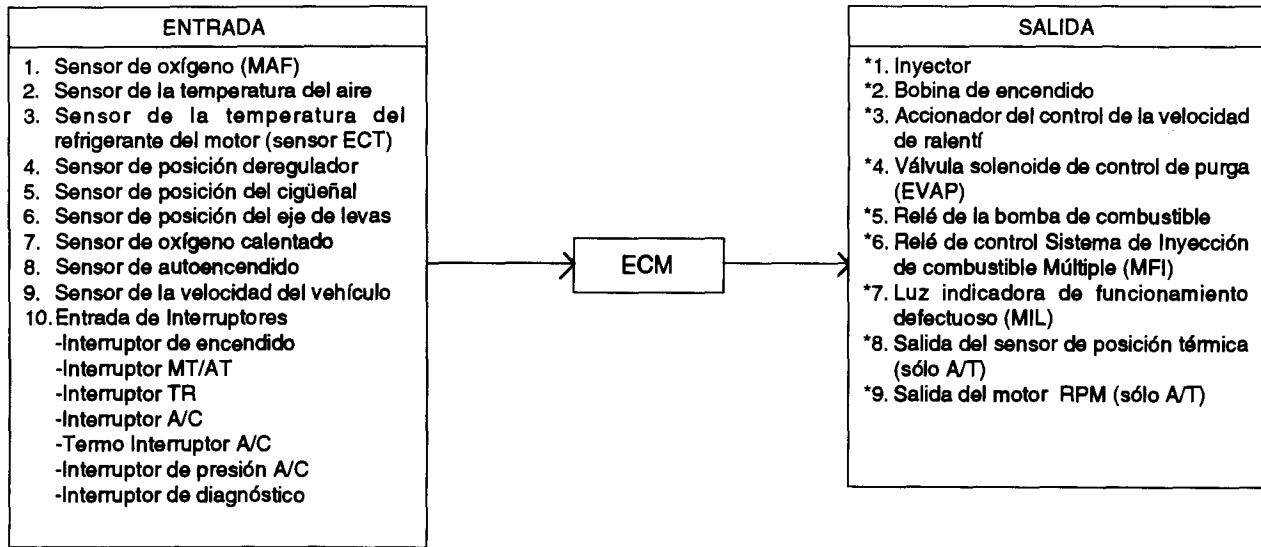 ENTRADA
1. Sensor de oxígeno (MAF)
2. Sensor de la temperatura del aire
3. Sensor de la temperatura del
refrigerante del motor (sensor ECT)
4. Sensor de posición deregulador
5. Sensor de posición del cigüeñal
6. Sensor de posición del eje de levas
7. Sensor de oxígeno calentado
8. Sensor de autoencendido
9. Sensor de la velocidad del vehículo
10. Entrada de Interruptores
-Interruptor de encendido
-Interruptor MT/AT
-Interruptor TR
-Interruptor A/C
-Termo Interruptor A/C
-Interruptor de presión A/C
-Interruptor de diagnóstico
ECM
SALIDA
*1. Inyector
*2. Bobina de encendido
*3. Accionador del control de la velocidad
de ralentí
*4. Válvula solenoide de control de purga
(EVAP)
*5. Relé de la bomba de combustible
*6. Relé de control Sistema de Inyección
de combustible Múltiple (MFI)
*7. Luz indicadora de funcionamiento
defectuoso (MIL)
*8. Salida del sensor de posición térmica
(sólo A/T)
*9. Salida del motor RPM (sólo A/T)